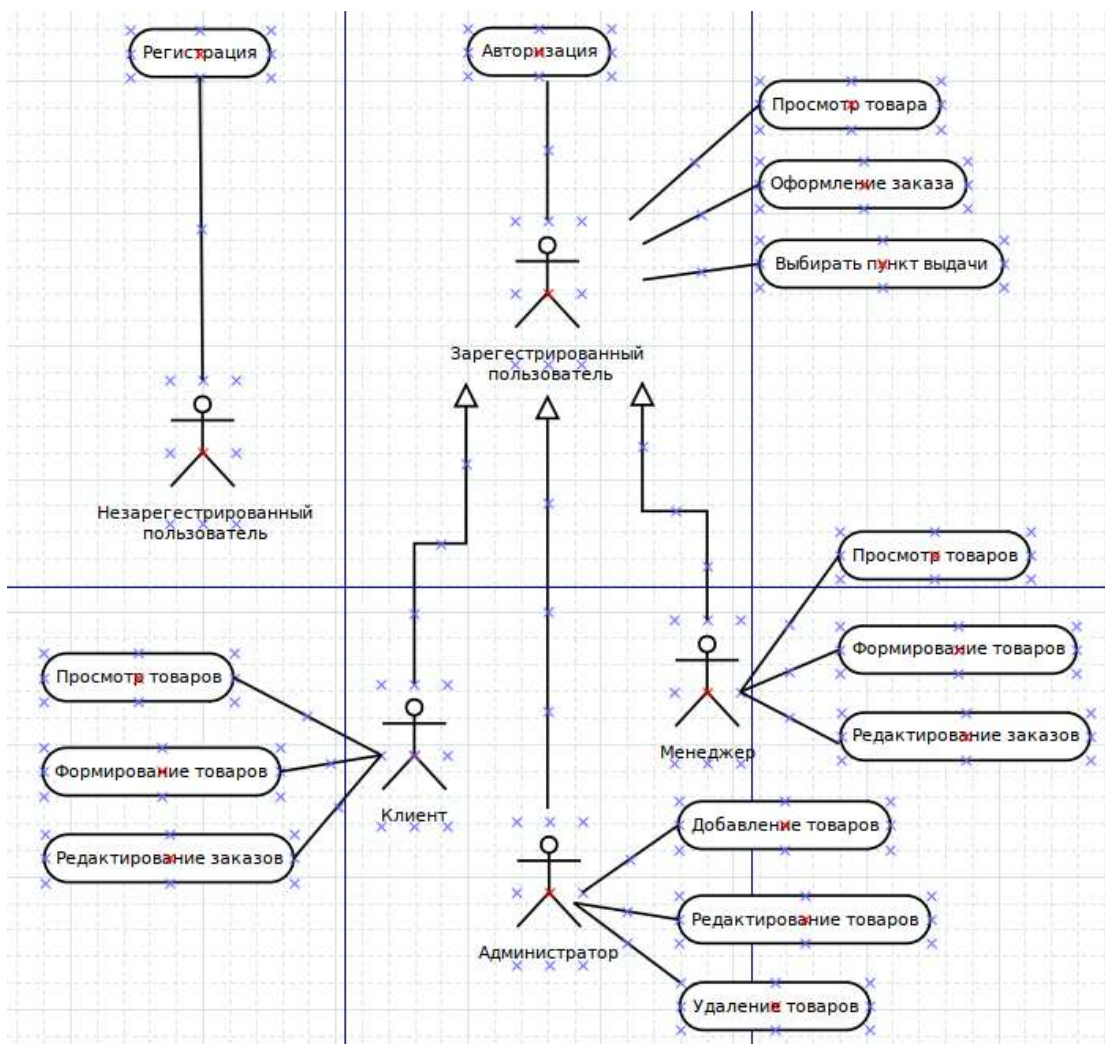 Регистрация
Авторизация
Просмотр товара
Оформление заказа
Выбирать пункт выдачи
Зарегестрированный
пользователь
Незарегестрированный
пользователь
Просмотр товаров
Формирование товаров
Редактирование заказов
Менеджер
Просмотр товаров
Формирование товаров
Редактирование заказов
Клиент
Добавление товаров
Редактирование товаров
Удаление товаров
Администратор